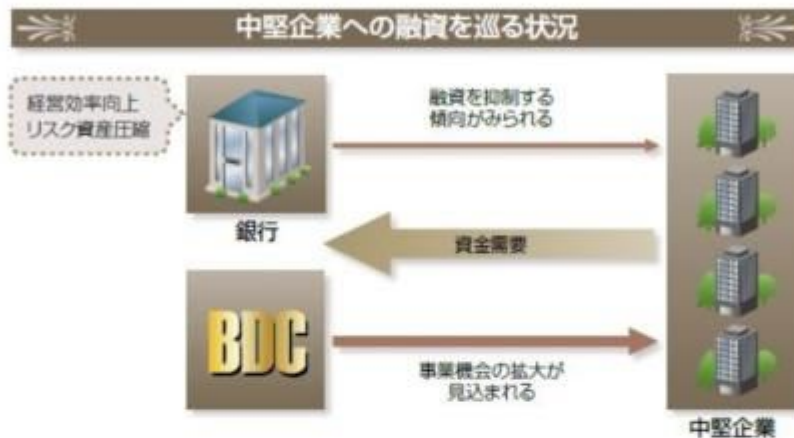 中堅企業への融資を巡る状況
経営効率向上
リスク資産圧縮
融資を抑制する
傾向がみられる
銀行
資金需要
BDC
事業機会の拡大が
見込まれる
中堅企業